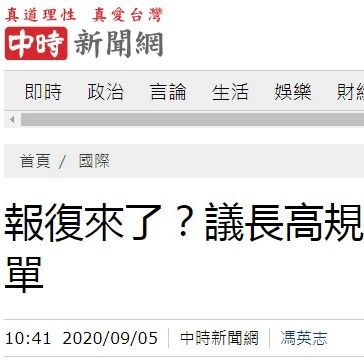 真道理性 真愛台灣
中時 新聞網
即時 政治 言論 生活 娛樂 財經
首頁 / 國際
報復來了？議長高規
單
10:41 2020/09/05 中時新聞網 馮英志